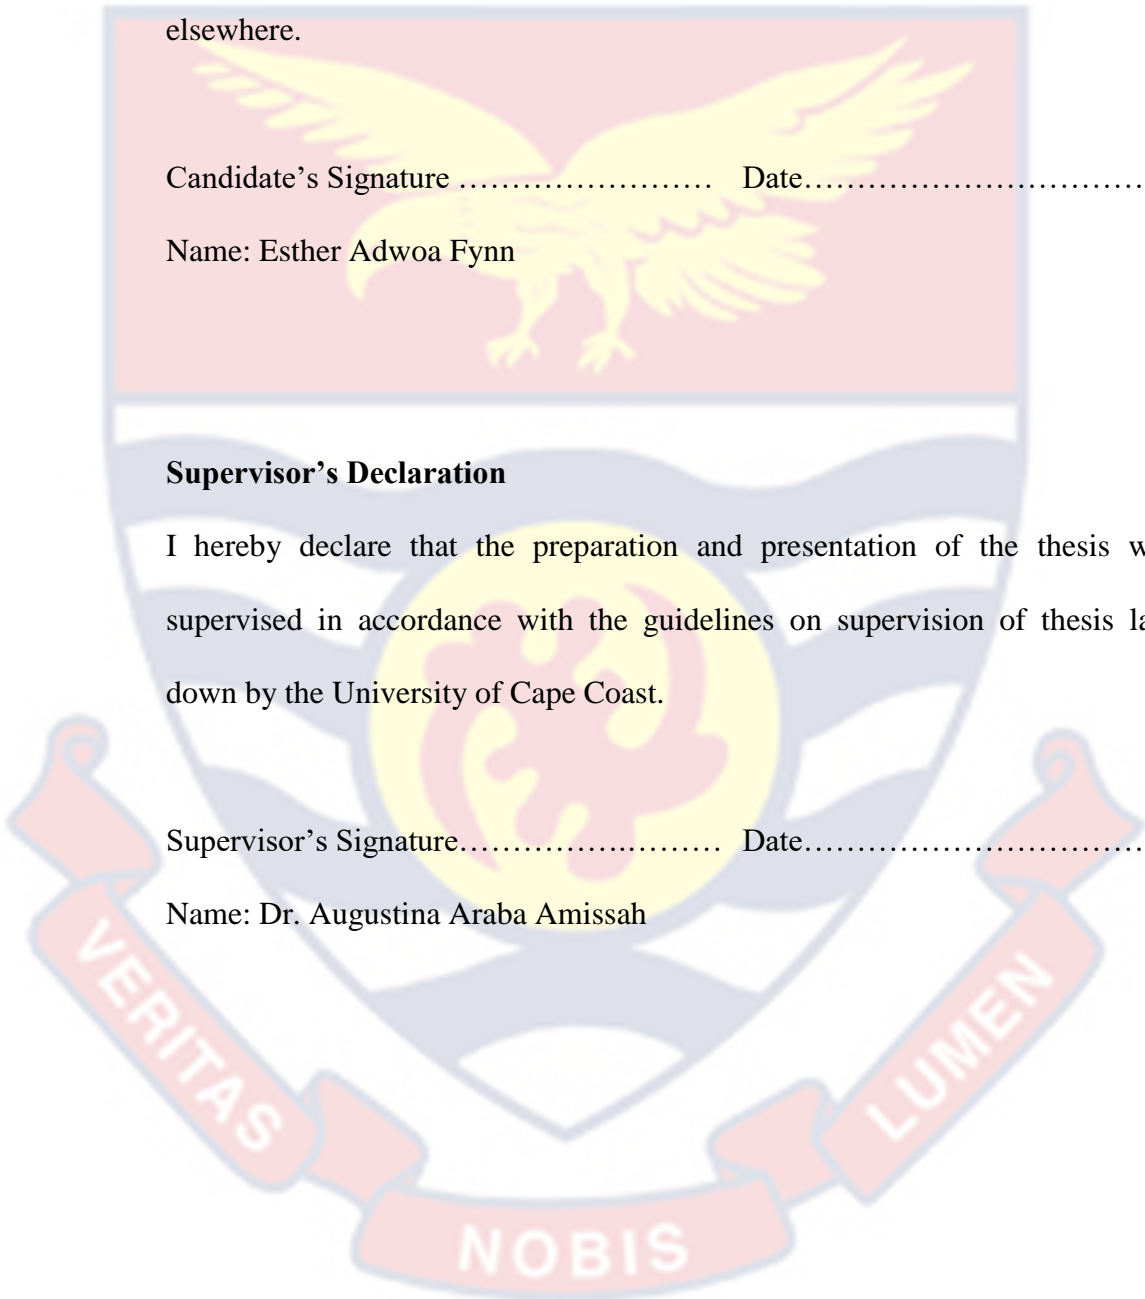 elsewhere.
Candidate’s Signature …………………… Date……………………………
Name: Esther Adwoa Fynn
Supervisor’s Declaration
I hereby declare that the preparation and presentation of the thesis w
supervised in accordance with the guidelines on supervision of thesis la
down by the University of Cape Coast.
Supervisor’s Signature……………..……… Date……………………………
Name: Dr. Augustina Araba Amissah
VERITAS
NOBIS
LUMEN